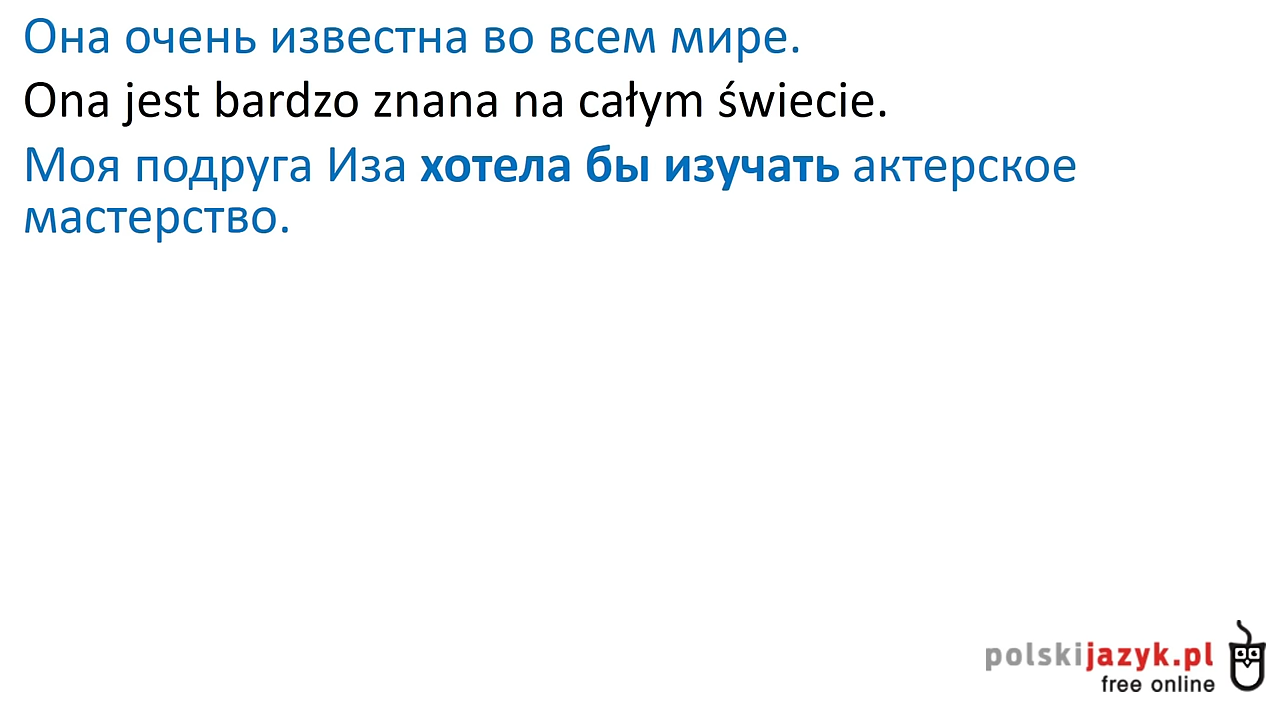 Она очень известна во всем мире.
Ona jest bardzo znana na całym świecie.
Моя подруга Иза хотела бы изучать актерское
мастерство.
polskijazyk.pl
free online